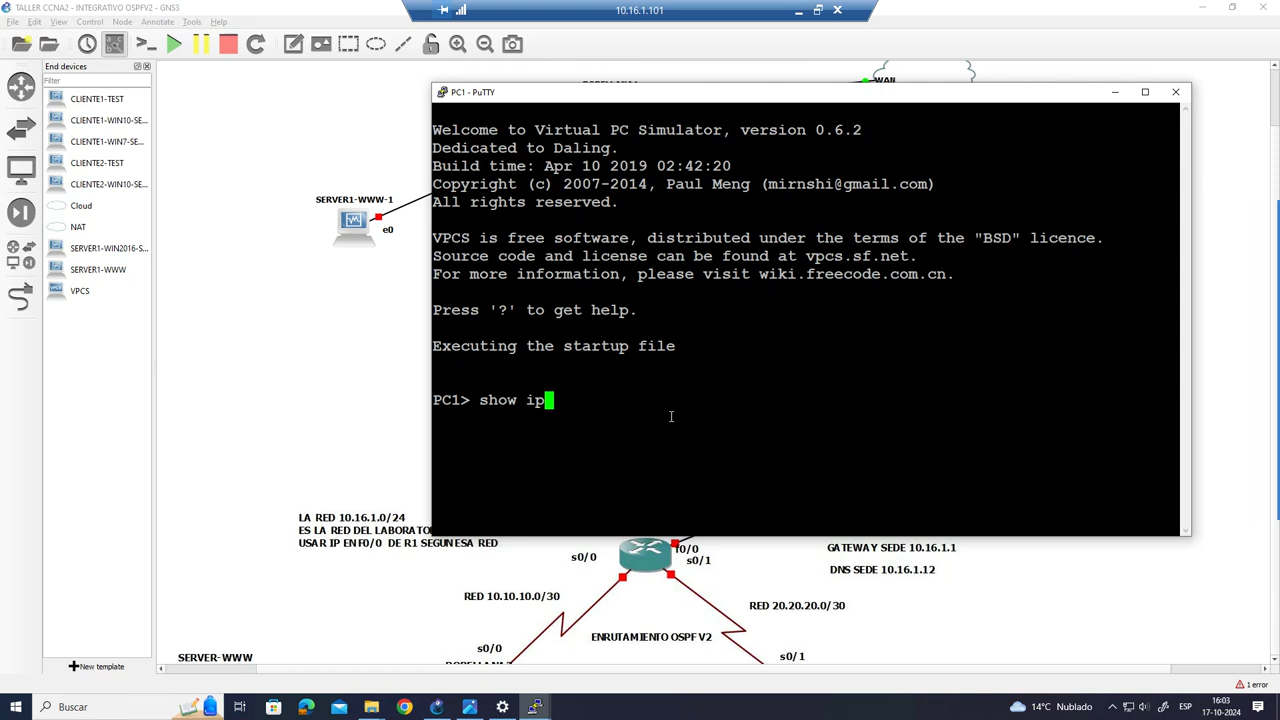 TALLER CCNA2 - INTEGRATIVO OSPFV2 - GNS3
10.16.1.101
File Edit View Control Node Annotate Tools Help
End devices
Filter
CLIENTE1-TEST
CLIENTE1-WIN10-SE...
CLIENTE1-WIN7-SE...
CLIENTE2-TEST
CLIENTE2-WIN10-SE...
Cloud
NAT
SERVER1-WIN2016-S...
SERVER1-WWW
VPCS
New template
WAN
SERVER1-WWW-1
e0
PC1 - PuTTY
Welcome to Virtual PC Simulator, version 0.6.2
Dedicated to Daling.
Build time: Apr 10 2019 02:42:20
Copyright (c) 2007-2014, Paul Meng (mirnshi@gmail.com)
All rights reserved.
VPCS is free software, distributed under the terms of the "BSD" licence.
Source code and license can be found at vpcs.sf.net.
For more information, please visit wiki.freecode.com.cn.
Press '?' to get help.
Executing the startup file
PC1> show ip
LA RED 10.16.1.0/24
ES LA RED DEL LABORATO
USAR IP EN F0/0 DE R1 SEGUN ESA RED
s0/0
f0/0
s0/1
GATEWAY SEDE 10.16.1.1
DNS SEDE 10.16.1.12
RED 10.10.10.0/30
RED 20.20.20.0/30
ENRUTAMIENTO OSPF V2
s0/0
s0/1
SERVER-WWW
1 error
Buscar
14°C Nublado
ESP
16:03
17-10-2024